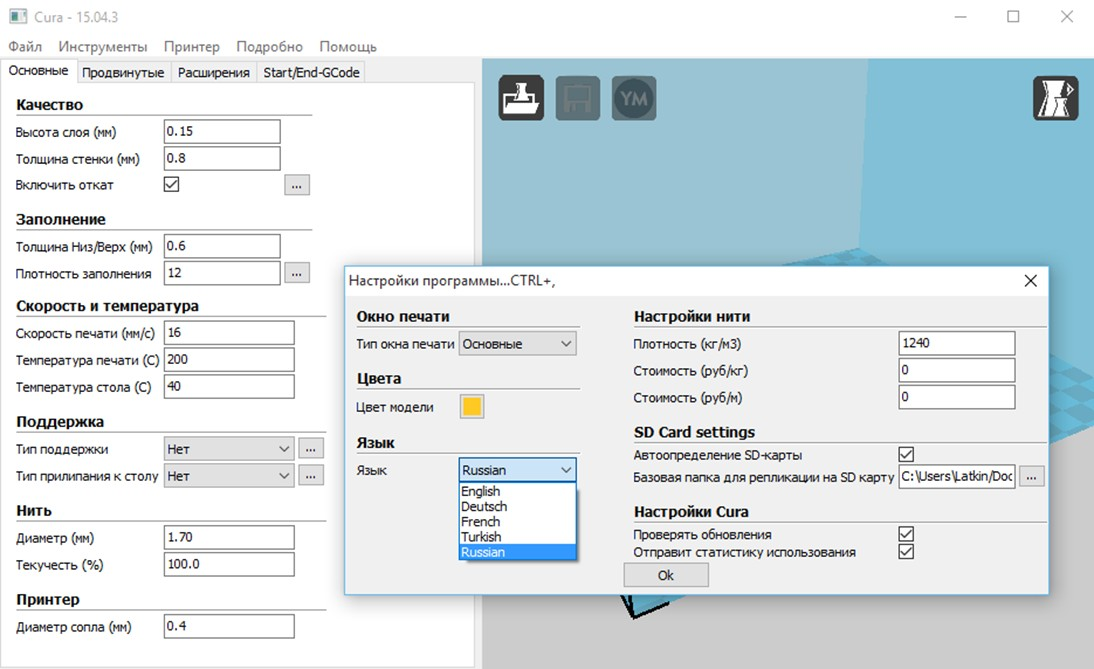 Cura - 15.04.3
Файл Инструменты Принтер Подробно Помощь
Основные Продвинутые Расширения Start/End-GCode
Качество
Высота слоя (мм) 0.15
Толщина стенки (мм) 0.8
Включить откат ...
Заполнение
Толщина Низ/Верх (мм) 0.6
Плотность заполнения 12 ...
Скорость и температура
Скорость печати (мм/с) 16
Температура печати (С) 200
Температура стола (С) 40
Поддержка
Тип поддержки Нет ...
Тип прилипания к столу Нет ...
Нить
Диаметр (мм) 1.70
Текучесть (%) 100.0
Принтер
Диаметр сопла (мм) 0.4
YM
Настройки программы...CTRL+,
Окно печати
Тип окна печати Основные
Цвета
Цвет модели
Язык
Язык Russian
English
Deutsch
French
Turkish
Russian
Настройки нити
Плотность (кг/м3) 1240
Стоимость (руб/кг) 0
Стоимость (руб/м) 0
SD Card settings
Автоопределение SD-карты
Базовая папка для репликации на SD карту C:\Users\Latkin/Doc ...
Настройки Cura
Проверять обновления
Отправит статистику использования
Ok